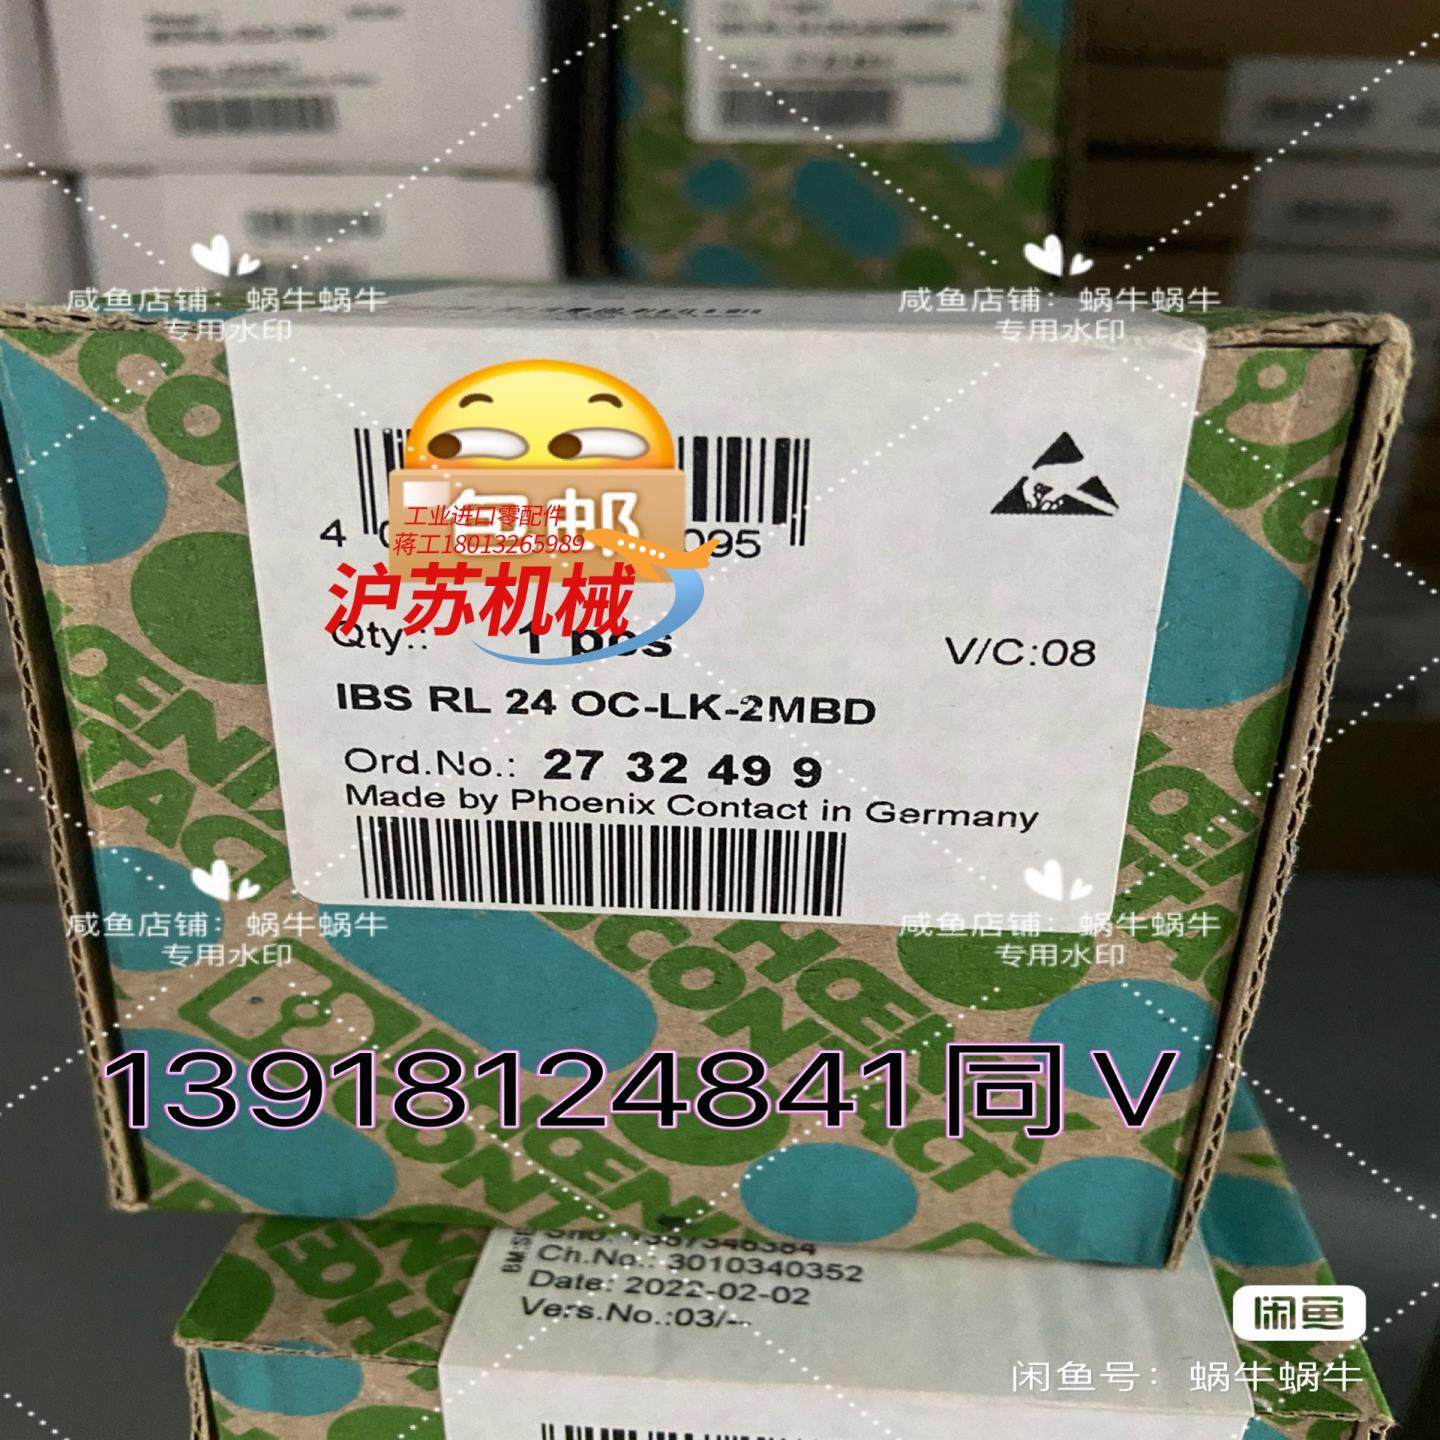 咸鱼店铺：蜗牛蜗牛
专用水印
咸鱼店铺：蜗牛蜗牛
专用水印
包邮
工业进口零配件
蒋工18013265989
4
095
沪苏机械
Qty.: 1 pcs
V/C:08
IBS RL 24 OC-LK-2MBD
Ord.No.: 27 32 49 9
Made by Phoenix Contact in Germany
咸鱼店铺：蜗牛蜗牛
专用水印
咸鱼店铺：蜗牛蜗牛
专用水印
PHOENIX
CONTACT
13918124841同V
Ch.No.: 3010340352
Date: 2022-02-02
Vers.No.:03/--
闲鱼
闲鱼号：蜗牛蜗牛